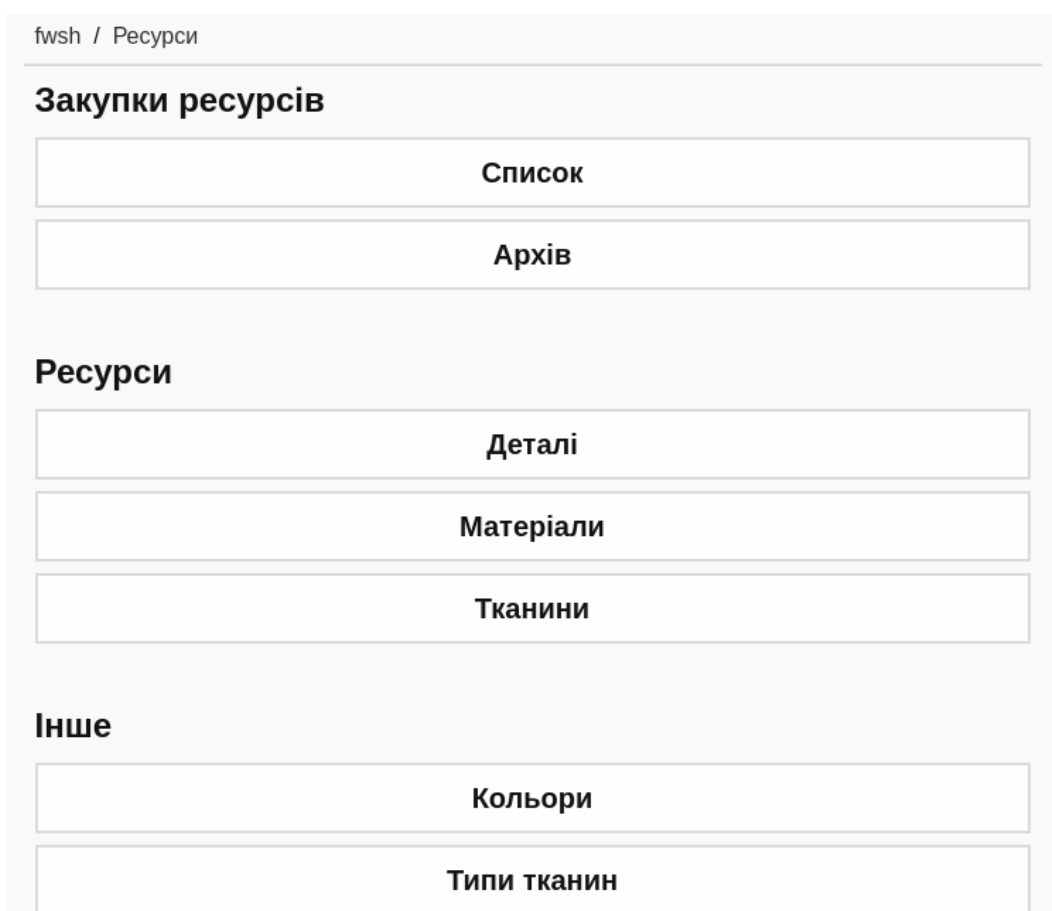 fwsh / Ресурси
Закупки ресурсів
Список
Архів
Ресурси
Деталі
Матеріали
Тканини
Інше
Кольори
Типи тканин